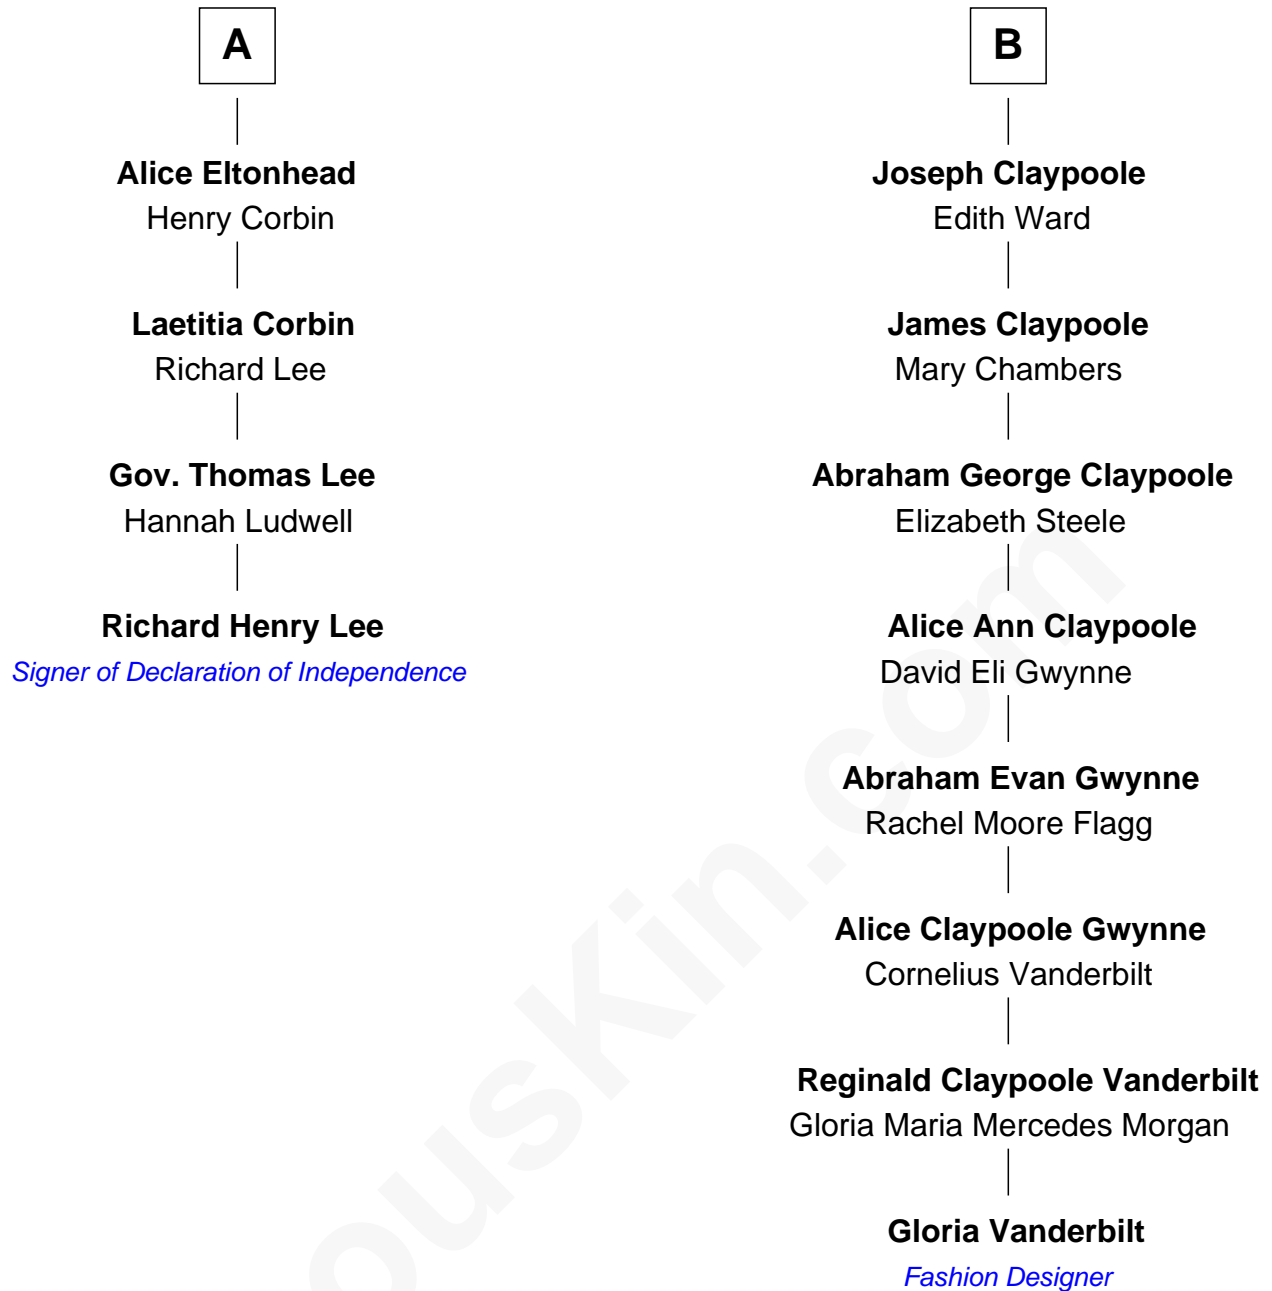 A
Alice Eltonhead
Henry Corbin
Laetitia Corbin
Richard Lee
Gov. Thomas Lee
Hannah Ludwell
Richard Henry Lee
Signer of Declaration of Independence
B
Joseph Claypoole
Edith Ward
James Claypoole
Mary Chambers
Abraham George Claypoole
Elizabeth Steele
Alice Ann Claypoole
David Eli Gwynne
Abraham Evan Gwynne
Rachel Moore Flagg
Alice Claypoole Gwynne
Cornelius Vanderbilt
Reginald Claypoole Vanderbilt
Gloria Maria Mercedes Morgan
Gloria Vanderbilt
Fashion Designer
ousKin.com